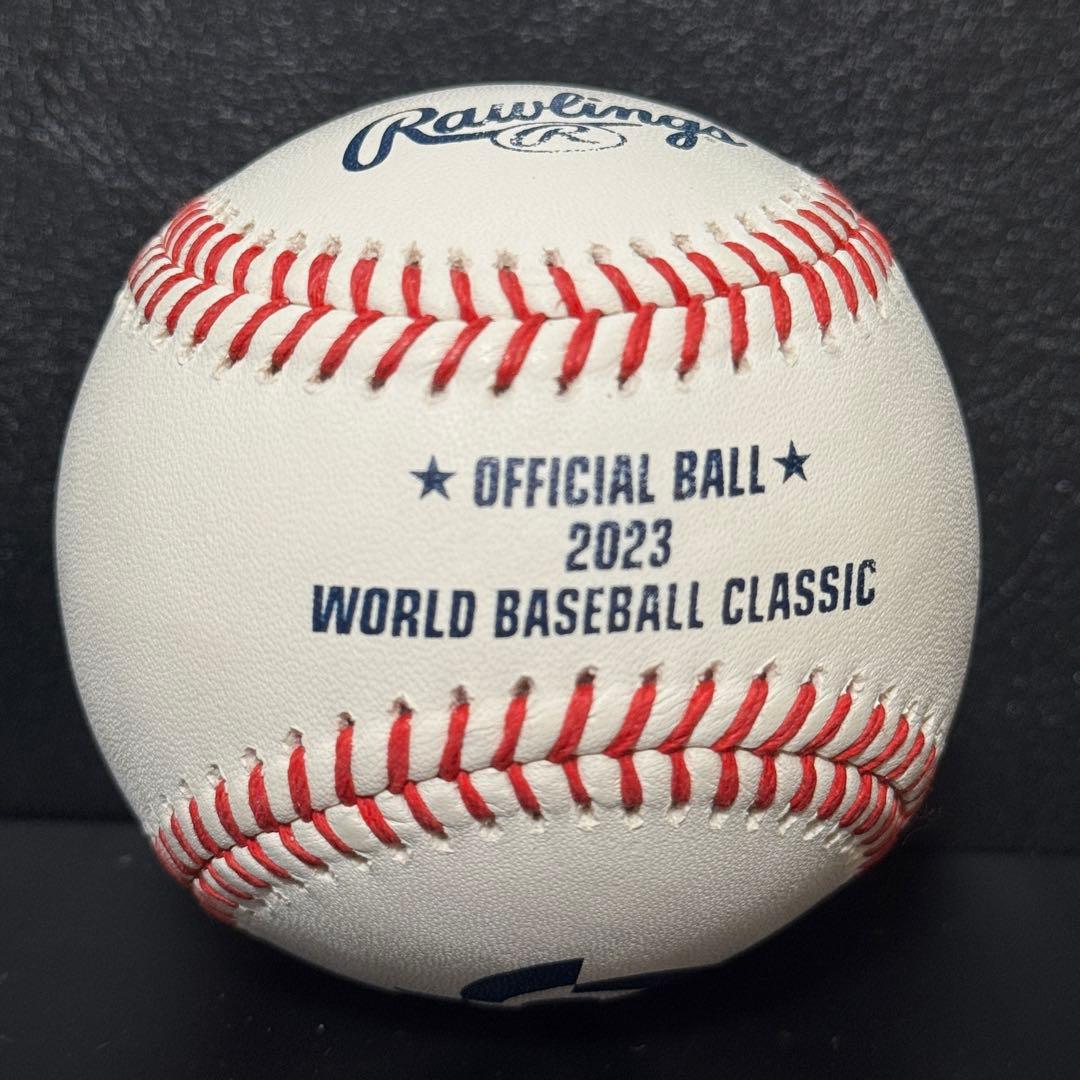 Rawlings
R
★ OFFICIAL BALL ★
2023
WORLD BASEBALL CLASSIC